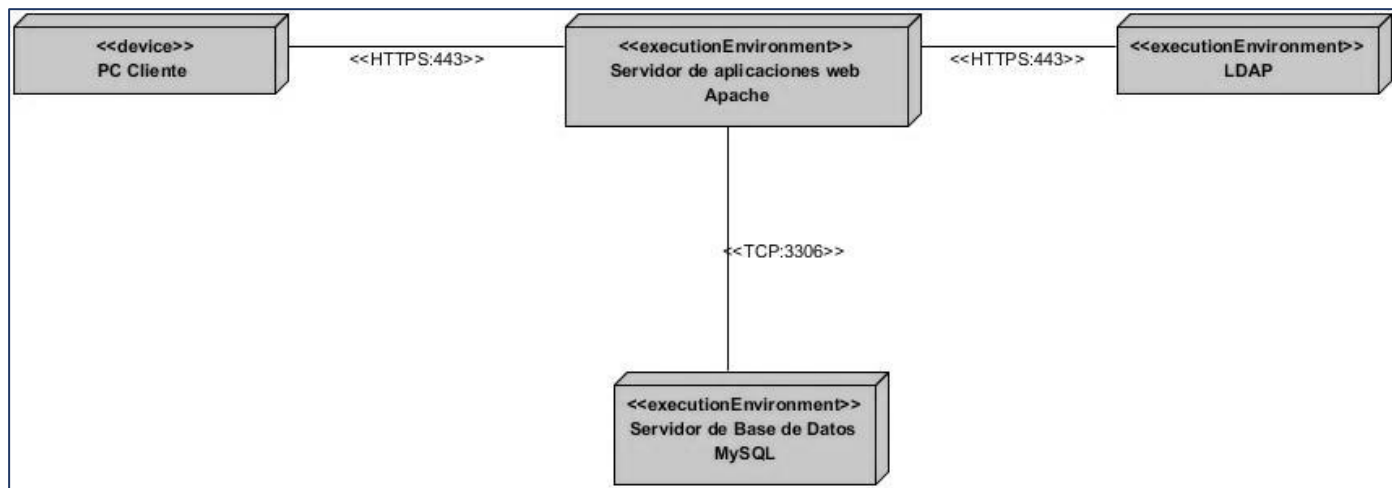 <<device>>
PC Cliente
<<HTTPS:443>>
<<executionEnvironment>>
Servidor de aplicaciones web
Apache
<<HTTPS:443>>
<<executionEnvironment>>
LDAP
<<TCP:3306>>
<<executionEnvironment>>
Servidor de Base de Datos
MySQL